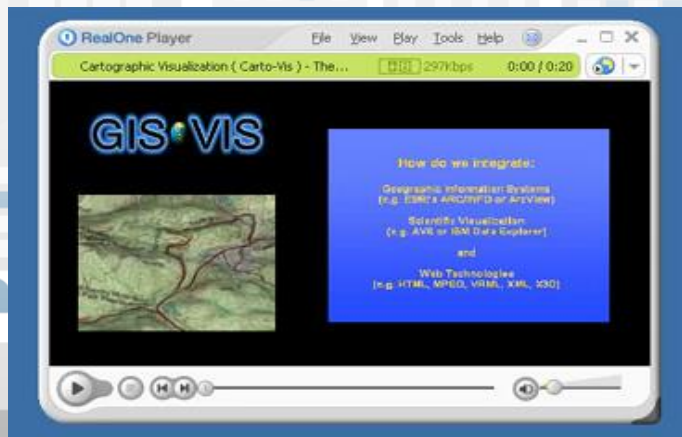 RealOne Player
File View Play Tools Help
Cartographic Visualization ( Carto-Vis ) - The... 297Kbps 0:00 / 0:20
GIS VIS
How do we integrate:
Geographic Information Systems
(e.g. ESRI's ARC/INFO or ArcView)
Scientific Visualization
(e.g. AVS or IBM Data Explorer)
and
Web Technologies
(e.g. HTML, MPEG, VRML, XML, X3D)